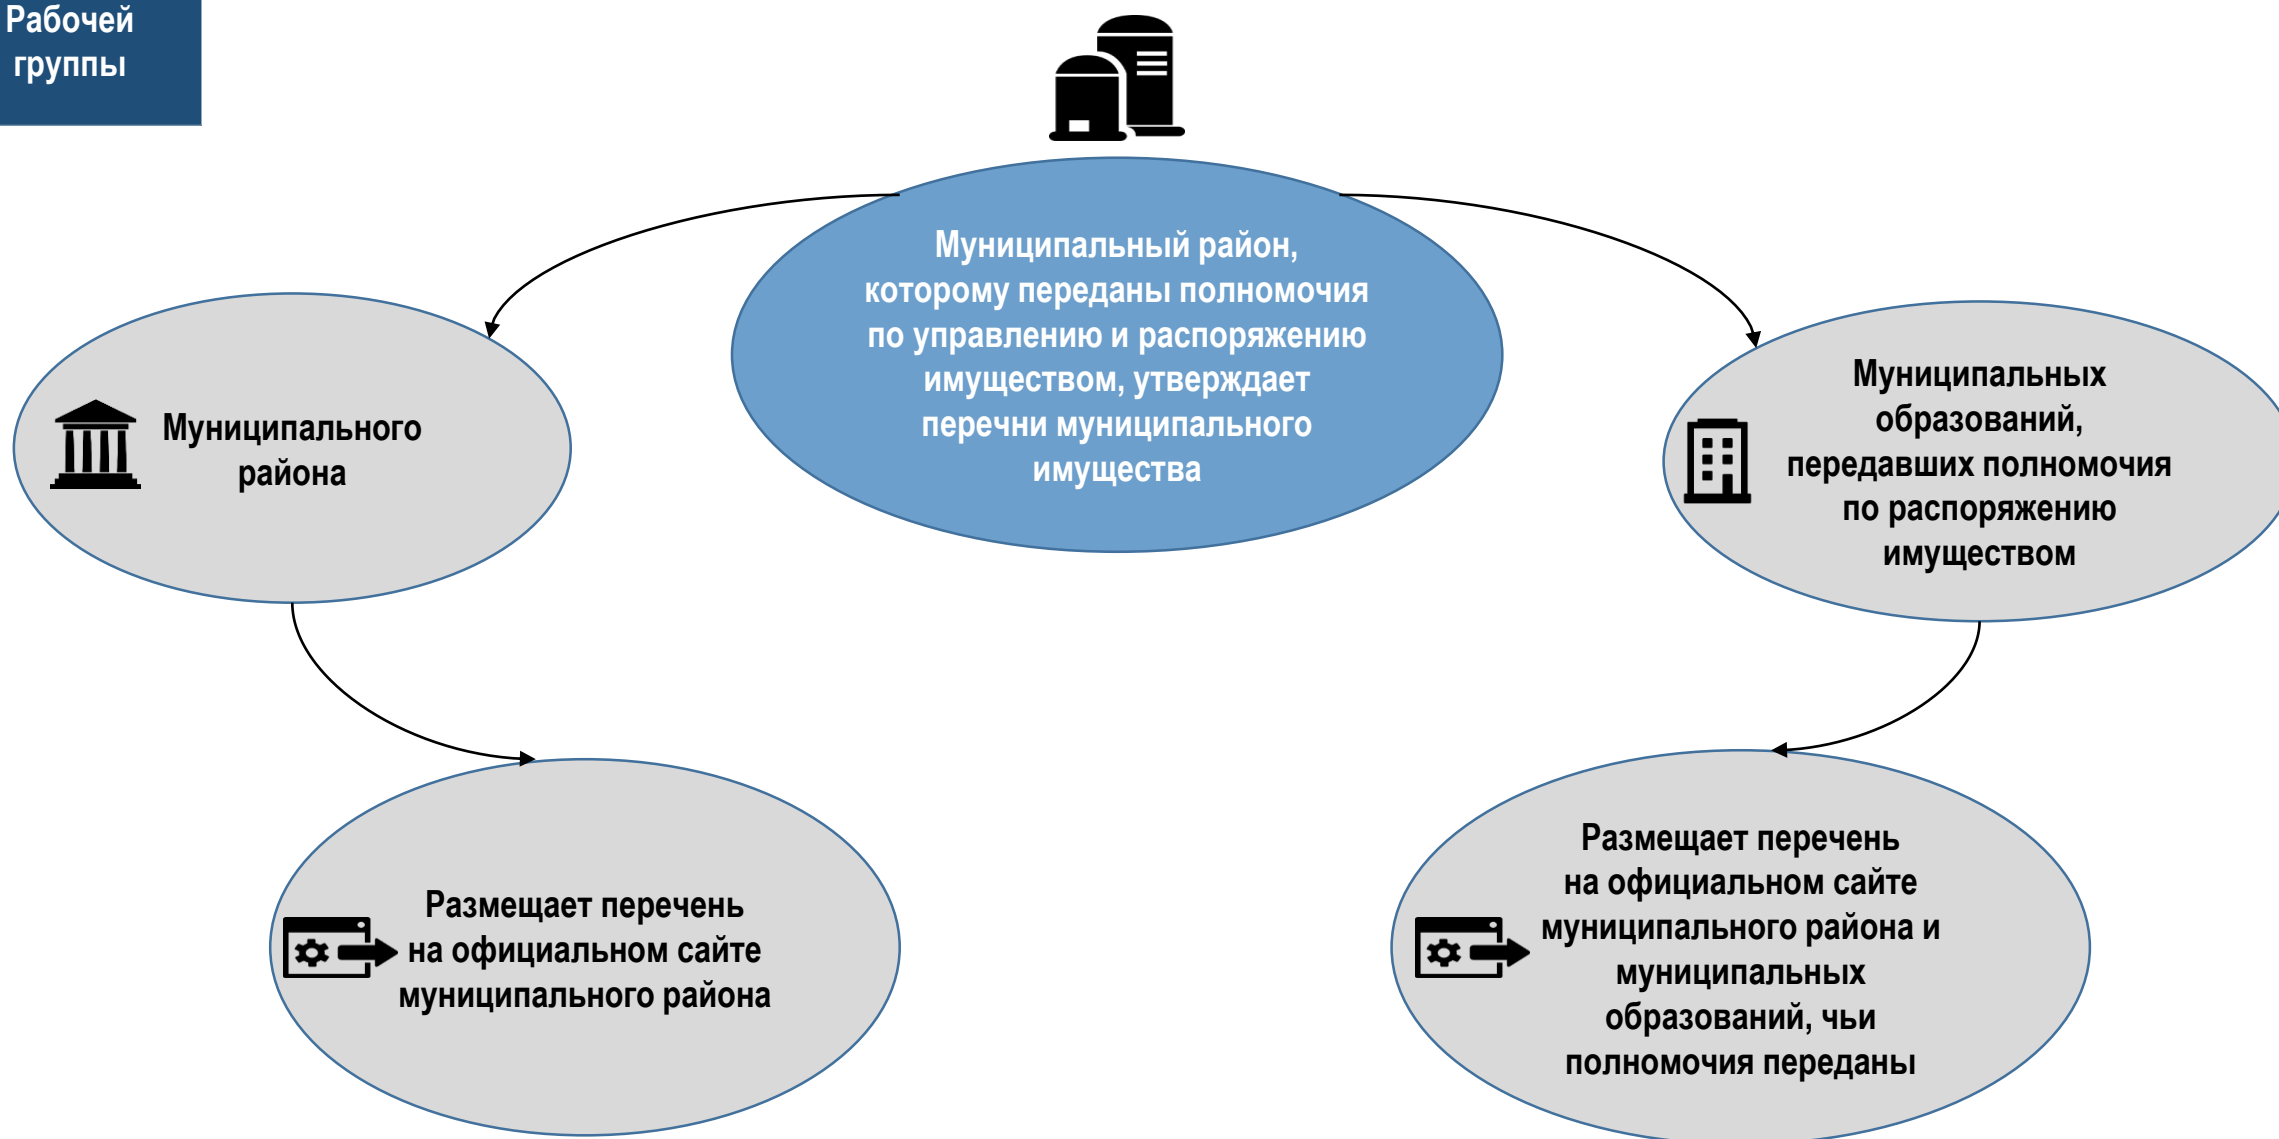 Рабочей
группы
Муниципальный район,
которому переданы полномочия
по управлению и распоряжению
имуществом, утверждает
перечни муниципального
имущества
Муниципального
района
Муниципальных
образований,
передавших полномочия
по распоряжению
имуществом
Размещает перечень
на официальном сайте
муниципального района
Размещает перечень
на официальном сайте
муниципального района и
муниципальных
образований, чьи
полномочия переданы